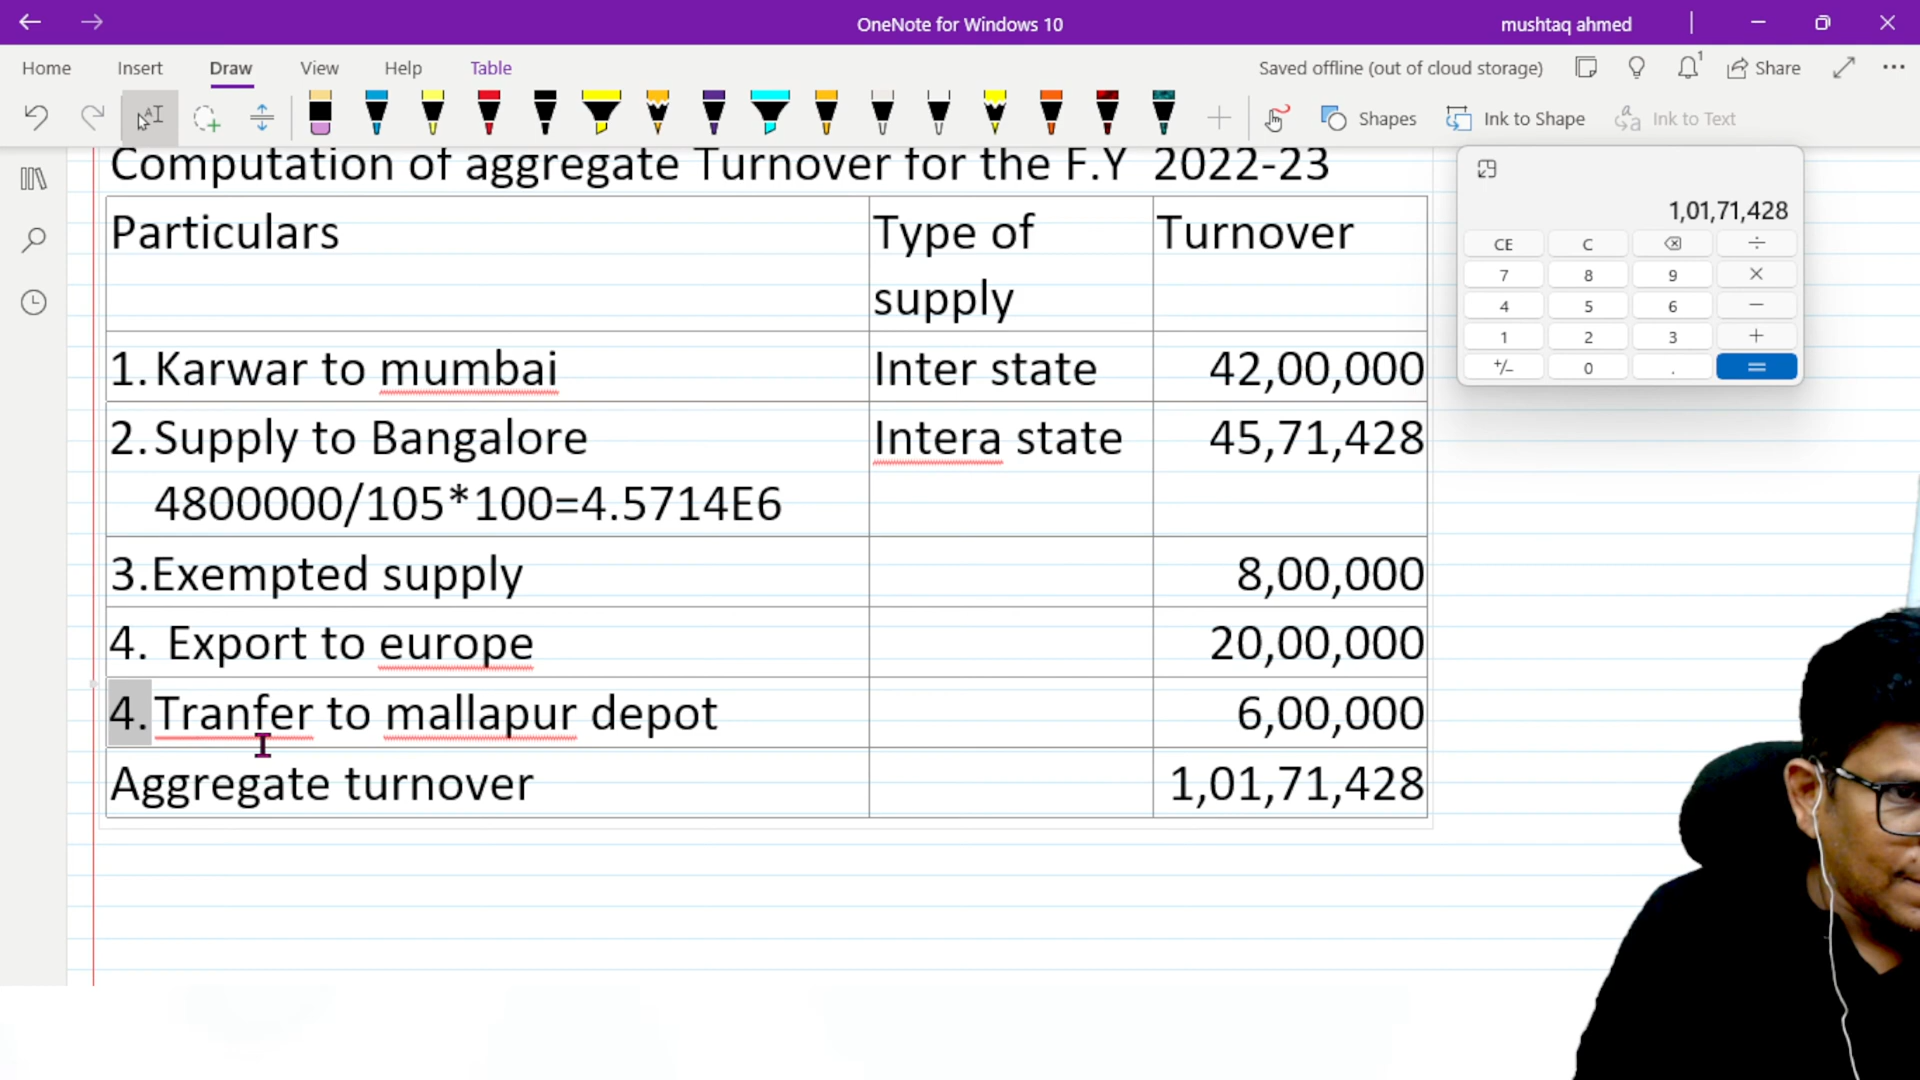 OneNote for Windows 10
mushtaq ahmed
Home Insert Draw View Help Table
Saved offline (out of cloud storage)
1
Share
Shapes
Ink to Shape
Ink to Text
Computation of aggregate Turnover for the F.Y 2022-23
Particulars Type of supply Turnover
1. Karwar to mumbai Inter state 42,00,000
2. Supply to Bangalore Intera state 45,71,428
4800000/105*100=4.5714E6
3.Exempted supply 8,00,000
4. Export to europe 20,00,000
4. Tranfer to mallapur depot 6,00,000
Aggregate turnover 1,01,71,428
1,01,71,428
CE C ÷
7 8 9 ×
4 5 6 −
1 2 3 +
+/− 0 . =